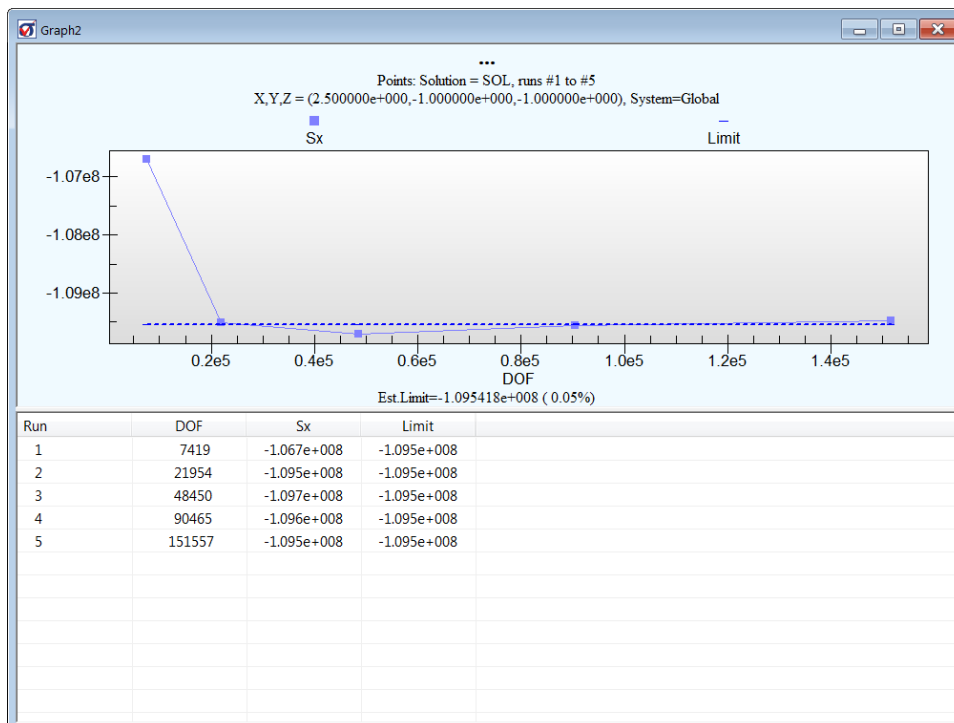 Graph2
...
Points: Solution = SOL, runs #1 to #5
X,Y,Z = (2.500000e+000,-1.000000e+000,-1.000000e+000), System=Global
Sx Limit
-1.07e8
-1.08e8
-1.09e8
0.2e5 0.4e5 0.6e5 0.8e5 1.0e5 1.2e5 1.4e5
DOF
Est.Limit=-1.095418e+008 ( 0.05%)
Run DOF Sx Limit
1 7419 -1.067e+008 -1.095e+008
2 21954 -1.095e+008 -1.095e+008
3 48450 -1.097e+008 -1.095e+008
4 90465 -1.096e+008 -1.095e+008
5 151557 -1.095e+008 -1.095e+008